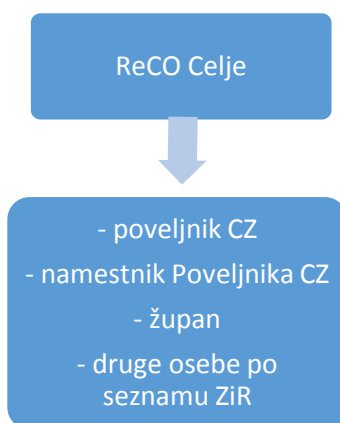 ReCO Celje
- poveljnik CZ
- namestnik Poveljnika CZ
- župan
- druge osebe po
seznamu ZiR